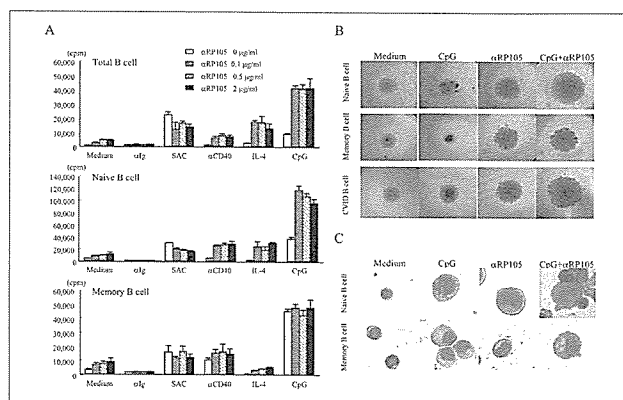 A
(cpm)
Total B cell
αRP105 0 μg/ml
αRP105 0.1 μg/ml
αRP105 0.5 μg/ml
αRP105 2 μg/ml
60,000
50,000
40,000
30,000
20,000
10,000
0
Medium αIg SAC αCD40 IL-4 CpG
(cpm)
Naive B cell
140,000
120,000
100,000
80,000
60,000
40,000
20,000
0
Medium αIg SAC αCD40 IL-4 CpG
(cpm)
Memory B cell
60,000
50,000
40,000
30,000
20,000
10,000
0
Medium αIg SAC αCD40 IL-4 CpG
B
Medium CpG αRP105 CpG+αRP105
Naive B cell
Memory B cell
CVID B cell
C
Medium CpG αRP105 CpG+αRP105
Naive B cell
Memory B cell